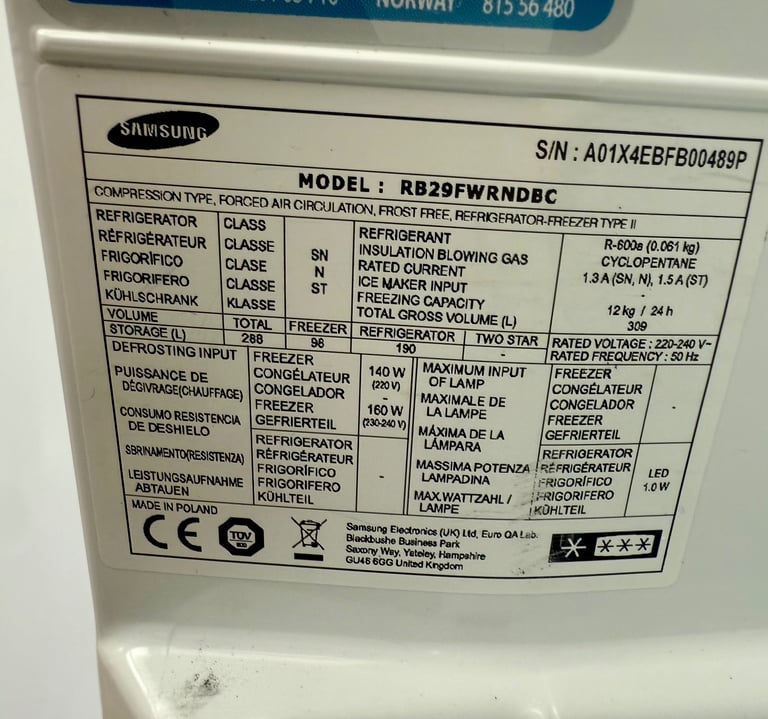 NORWAY 815 56 480
SAMSUNG
S/N : A01X4EBFB00489P
MODEL : RB29FWRNDBC
COMPRESSION TYPE, FORCED AIR CIRCULATION, FROST FREE, REFRIGERATOR-FREEZER TYPE II
REFRIGERATOR CLASS
RÉFRIGÉRATEUR CLASSE
FRIGORÍFICO CLASE
FRIGORIFERO CLASSE
KÜHLSCHRANK KLASSE
SN
N
ST
REFRIGERANT R-600a (0.061 kg)
INSULATION BLOWING GAS CYCLOPENTANE
RATED CURRENT 1.3 A (SN, N), 1.5 A (ST)
ICE MAKER INPUT -
FREEZING CAPACITY 12 kg / 24 h
TOTAL GROSS VOLUME (L) 309
VOLUME TOTAL FREEZER REFRIGERATOR TWO STAR
STORAGE (L) 288 98 190 -
RATED VOLTAGE : 220-240 V~
RATED FREQUENCY : 50 Hz
DEFROSTING INPUT
PUISSANCE DE
DÉGIVRAGE(CHAUFFAGE)
CONSUMO RESISTENCIA
DE DESHIELO
SBRINAMENTO(RESISTENZA)
LEISTUNGSAUFNAHME
ABTAUEN
FREEZER
CONGÉLATEUR
CONGELADOR
FREEZER
GEFRIERTEIL
140 W
(220 V)
-
160 W
(230-240 V)
REFRIGERATOR
RÉFRIGÉRATEUR
FRIGORÍFICO
FRIGORIFERO
KÜHLTEIL
-
MAXIMUM INPUT
OF LAMP
MAXIMALE DE
LA LAMPE
MÁXIMA DE LA
LÁMPARA
MASSIMA POTENZA
LAMPADINA
MAX.WATTZAHL /
LAMPE
FREEZER
CONGÉLATEUR
CONGELADOR
FREEZER
GEFRIERTEIL
-
REFRIGERATOR
RÉFRIGÉRATEUR
FRIGORÍFICO
FRIGORIFERO
KÜHLTEIL
LED
1.0 W
MADE IN POLAND
CE
TÜV
Samsung Electronics (UK) Ltd, Euro QA Lab.
Blackbushe Business Park
Saxony Way, Yateley, Hampshire
GU46 6GG United Kingdom